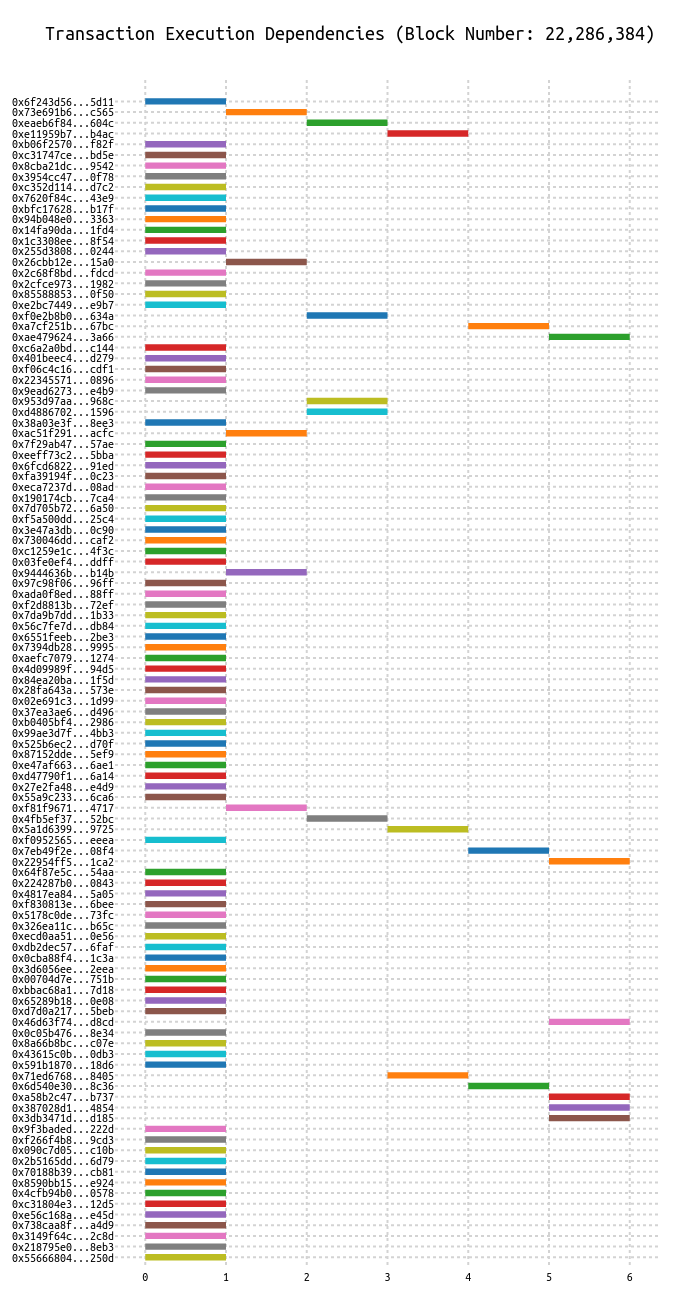 Transaction Execution Dependencies (Block Number: 22,286,384)
0x6f243d56...5d11
0x73e691b6...c565
0xeaeb6f84...604c
0xe11959b7...b4ac
0xb06f2570...f82f
0xc31747ce...bd5e
0x8cba21dc...9542
0x3954cc47...0f78
0xc352d114...d7c2
0x7620f84c...43e9
0xbfc17628...b17f
0x94b048e0...3363
0x14fa90da...1fd4
0x1c3308ee...8f54
0x255d3808...0244
0x26cbb12e...15a0
0x2c68f8bd...fdcd
0x2cfce973...1982
0x85588853...0f50
0xe2bc7449...e9b7
0xf0e2b8b0...634a
0xa7cf251b...67bc
0xae479624...3a66
0xc6a2a0bd...c144
0x401beec4...d279
0xf06c4c16...cdf1
0x22345571...0896
0x9ead6273...e4b9
0x953d97aa...968c
0xd4886702...1596
0x38a03e3f...8ee3
0xac51f291...acfc
0x7f29ab47...57ae
0xeeff73c2...5bba
0x6fcd6822...91ed
0xfa39194f...0c23
0xeca7237d...08ad
0x190174cb...7ca4
0x7d705b72...6a50
0xf5a500dd...25c4
0x3e47a3db...0c90
0x730046dd...caf2
0xc1259e1c...4f3c
0x03fe0ef4...ddff
0x9444636b...b14b
0x97c98f06...96ff
0xada0f8ed...88ff
0xf2d8813b...72ef
0x7da9b7dd...1b33
0x56c7fe7d...db84
0x6551feeb...2be3
0x7394db28...9995
0xaefc7079...1274
0x4d09989f...94d5
0x84ea20ba...1f5d
0x28fa643a...573e
0x02e691c3...1d99
0x37ea3ae6...d496
0xb0405bf4...2986
0x99ae3d7f...4bb3
0x525b6ec2...d70f
0x87152dde...5ef9
0xe47af663...6ae1
0xd47790f1...6a14
0x27e2fa48...e4d9
0x55a9c233...6ca6
0xf81f9671...4717
0x4fb5ef37...52bc
0x5a1d6399...9725
0xf0952565...eeea
0x7eb49f2e...08f4
0x22954ff5...1ca2
0x64f87e5c...54aa
0x224287b0...0843
0x4817ea84...5a05
0xf830813e...6bee
0x5178c0de...73fc
0x326ea11c...b65c
0xecd0aa51...0e56
0xdb2dec57...6faf
0x0cba88f4...1c3a
0x3d6056ee...2eea
0x00704d7e...751b
0xbbac68a1...7d18
0x65289b18...0e08
0xd7d0a217...5beb
0x46d63f74...d8cd
0x0c05b476...8e34
0x8a66b8bc...c07e
0x43615c0b...0db3
0x591b1870...18d6
0x71ed6768...8405
0x6d540e30...8c36
0xa58b2c47...b737
0x387028d1...4854
0x3db3471d...d185
0x9f3baded...222d
0xf266f4b8...9cd3
0x090c7d05...c10b
0x2b5165dd...6d79
0x70188b39...cb81
0x8590bb15...e924
0x4cfb94b0...0578
0xc31804e3...12d5
0xe56c168a...e45d
0x738caa8f...a4d9
0x3149f64c...2c8d
0x218795e0...8eb3
0x55666804...250d
0 1 2 3 4 5 6